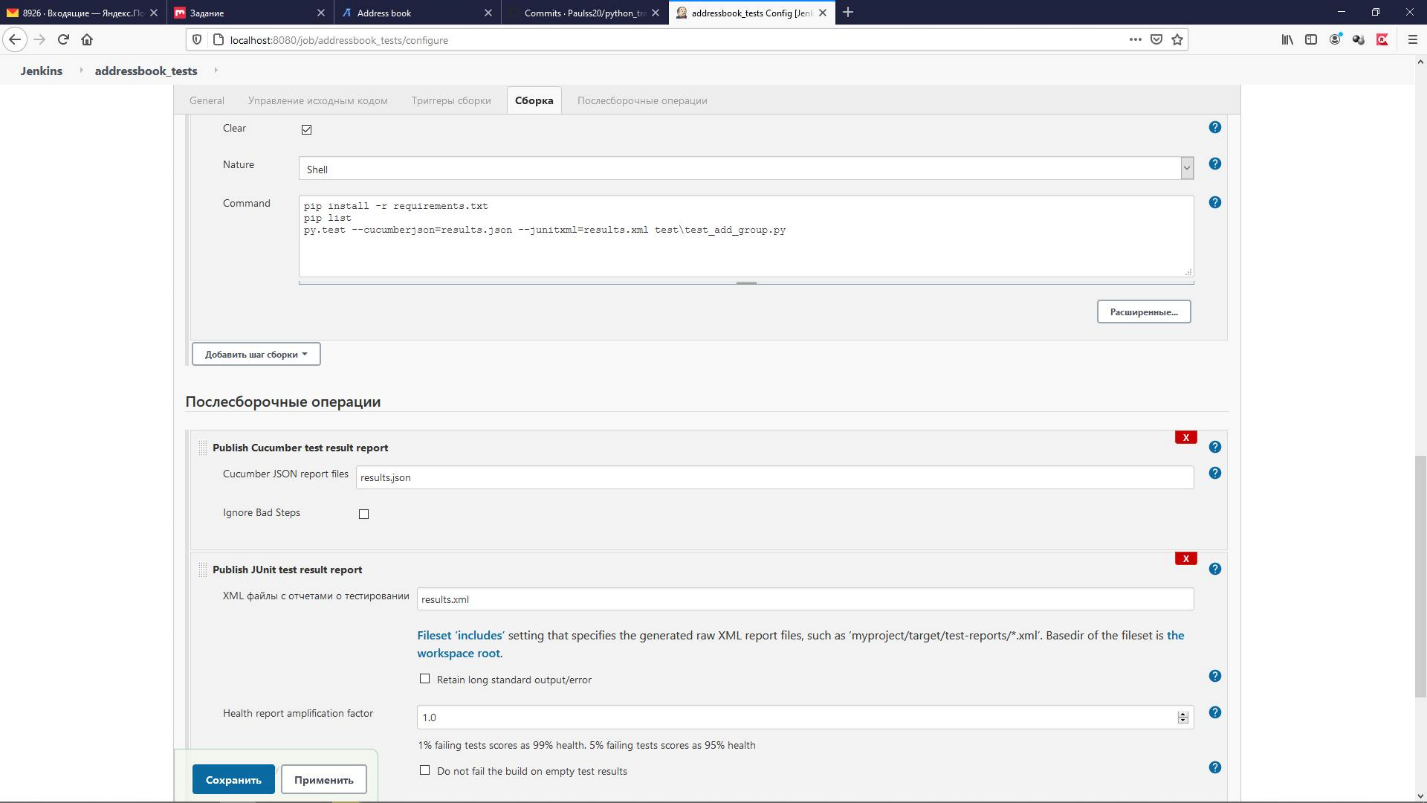 8926 · Входящие — Яндекс.По
Задание
Address book
Commits · Paulss20/python_tra
addressbook_tests Config [Jenk
localhost:8080/job/addressbook_tests/configure
Jenkins
addressbook_tests
General
Управление исходным кодом
Триггеры сборки
Сборка
Послесборочные операции
Clear
Nature
Shell
Command
pip install -r requirements.txt
pip list
py.test --cucumberjson=results.json --junitxml=results.xml test\test_add_group.py
Расширенные...
Добавить шаг сборки
Послесборочные операции
X
Publish Cucumber test result report
Cucumber JSON report files
results.json
Ignore Bad Steps
X
Publish JUnit test result report
XML файлы с отчетами о тестировании
results.xml
Fileset ‘includes’ setting that specifies the generated raw XML report files, such as ‘myproject/target/test-reports/*.xml’. Basedir of the fileset is the
workspace root.
Retain long standard output/error
Health report amplification factor
1.0
1% failing tests scores as 99% health. 5% failing tests scores as 95% health
Do not fail the build on empty test results
Сохранить
Применить